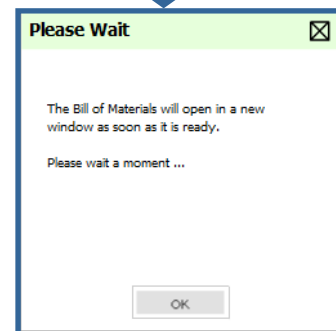 Please Wait
The Bill of Materials will open in a new
window as soon as it is ready.
Please wait a moment ...
OK